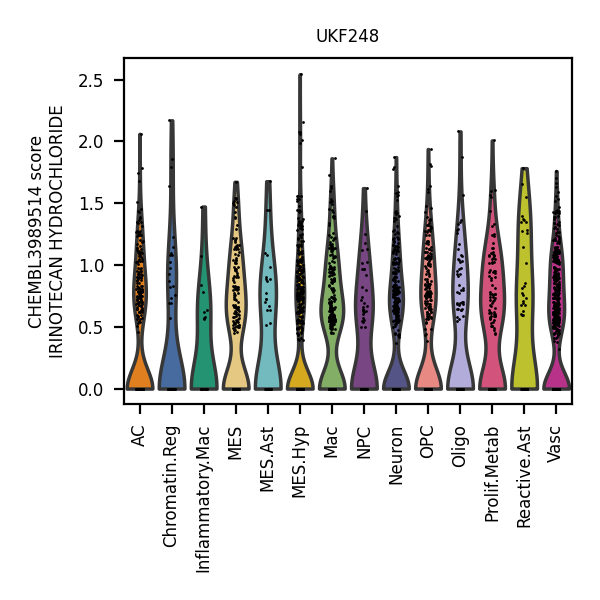 UKF248
CHEMBL3989514 score
IRINOTECAN HYDROCHLORIDE
2.5
2.0
1.5
1.0
0.5
0.0
AC
Chromatin.Reg
Inflammatory.Mac
MES
MES.Ast
MES.Hyp
Mac
NPC
Neuron
OPC
Oligo
Prolif.Metab
Reactive.Ast
Vasc